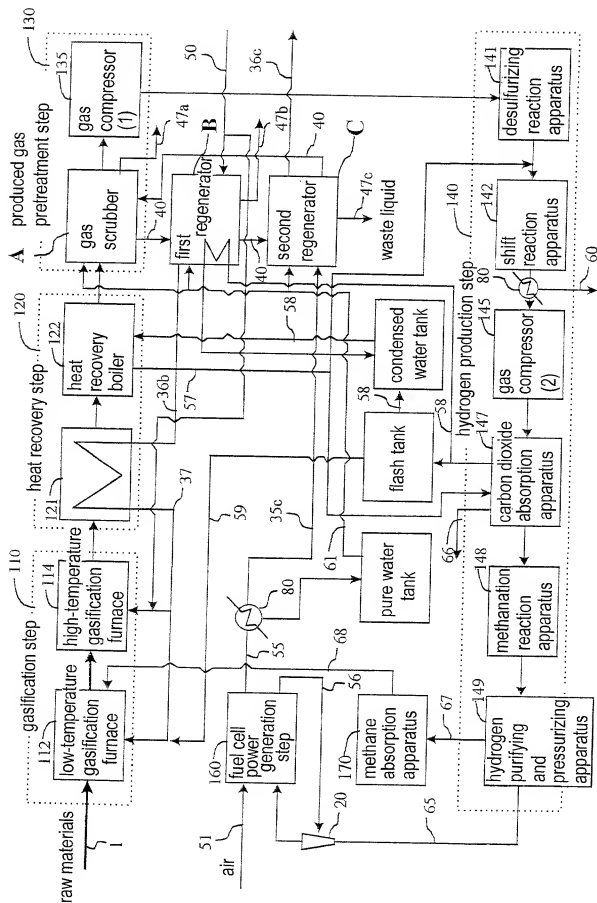 gasification step
110
112
low-temperature
gasification
furnace
114
high-temperature
gasification
furnace
raw materials
1
heat recovery step
120
121
122
heat
recovery
boiler
produced gas
pretreatment step
130
A
gas
scrubber
135
gas
compressor
(1)
47a
40
36b
57
37
58
first
regenerator
B
50
47b
40
40
second
regenerator
36c
C
47c
waste liquid
condensed
water tank
58
flash tank
58
59
35c
61
pure water
tank
80
55
68
56
air
51
160
fuel cell
power
generation
step
170
methane
absorption
apparatus
20
67
65
hydrogen production step
140
141
desulfurizing
reaction
apparatus
142
shift
reaction
apparatus
80
60
145
gas
compressor
(2)
147
carbon dioxide
absorption
apparatus
66
148
methanation
reaction
apparatus
149
hydrogen
purifying
and
pressurizing
apparatus